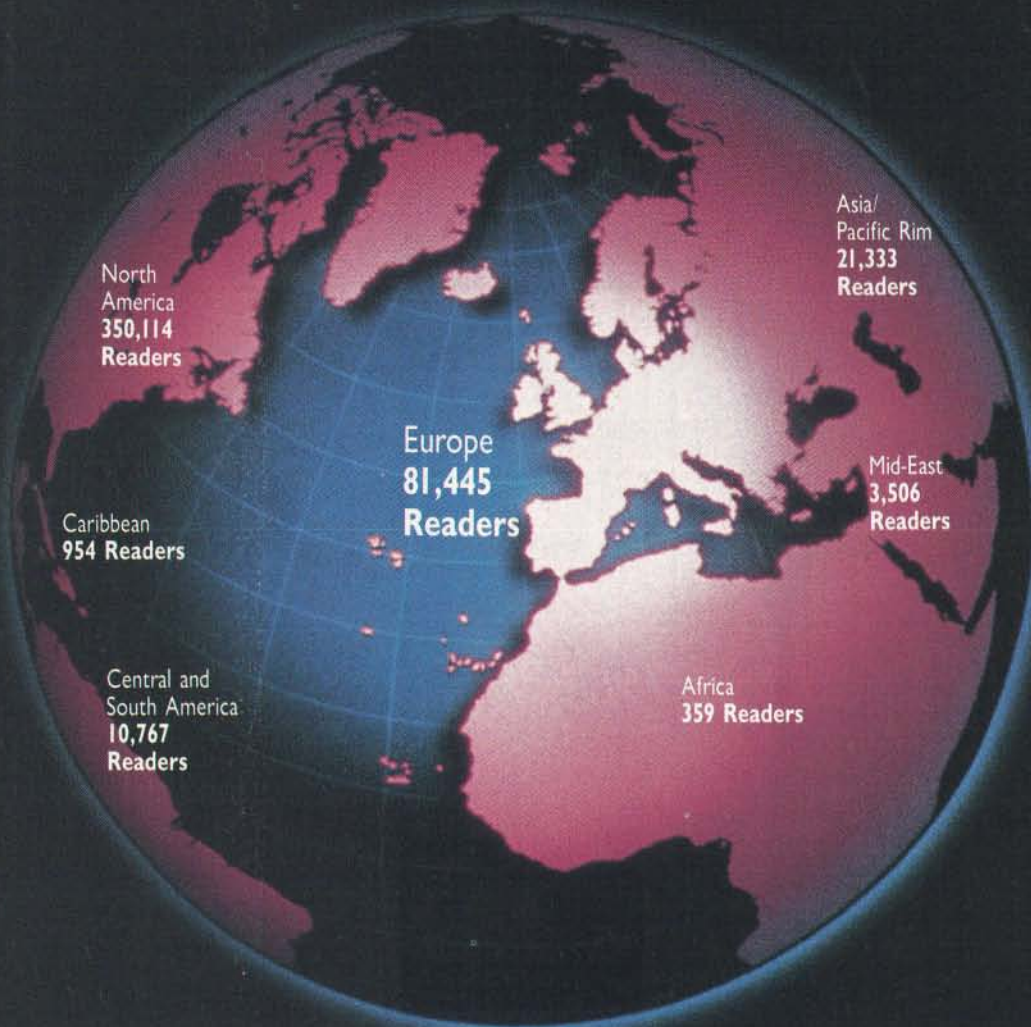 North
America
350,114
Readers
Asia/
Pacific Rim
21,333
Readers
Europe
81,445
Readers
Mid-East
3,506
Readers
Caribbean
954 Readers
Central and
South America
10,767
Readers
Africa
359 Readers